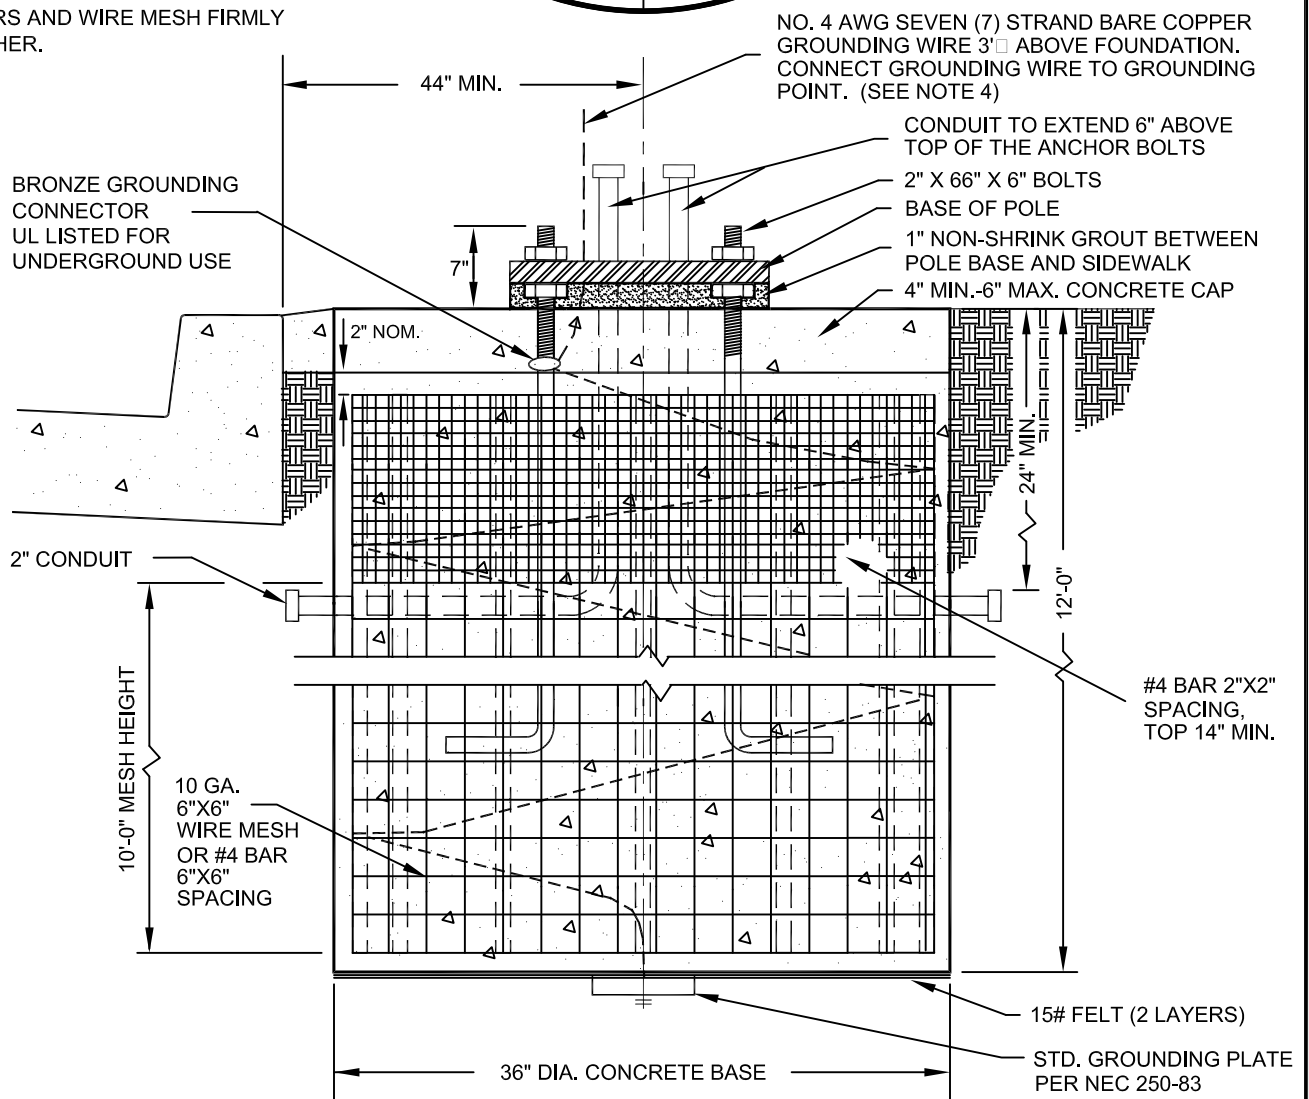 RS AND WIRE MESH FIRMLY
HER.
NO. 4 AWG SEVEN (7) STRAND BARE COPPER
GROUNDING WIRE 3'□ ABOVE FOUNDATION.
CONNECT GROUNDING WIRE TO GROUNDING
POINT. (SEE NOTE 4)
44" MIN.
CONDUIT TO EXTEND 6" ABOVE
TOP OF THE ANCHOR BOLTS
BRONZE GROUNDING
CONNECTOR
UL LISTED FOR
UNDERGROUND USE
2" X 66" X 6" BOLTS
BASE OF POLE
1" NON-SHRINK GROUT BETWEEN
POLE BASE AND SIDEWALK
4" MIN.-6" MAX. CONCRETE CAP
7"
2" NOM.
24" MIN.
2" CONDUIT
12'-0"
#4 BAR 2"X2"
SPACING,
TOP 14" MIN.
10'-0" MESH HEIGHT
10 GA.
6"X6"
WIRE MESH
OR #4 BAR
6"X6"
SPACING
15# FELT (2 LAYERS)
36" DIA. CONCRETE BASE
STD. GROUNDING PLATE
PER NEC 250-83